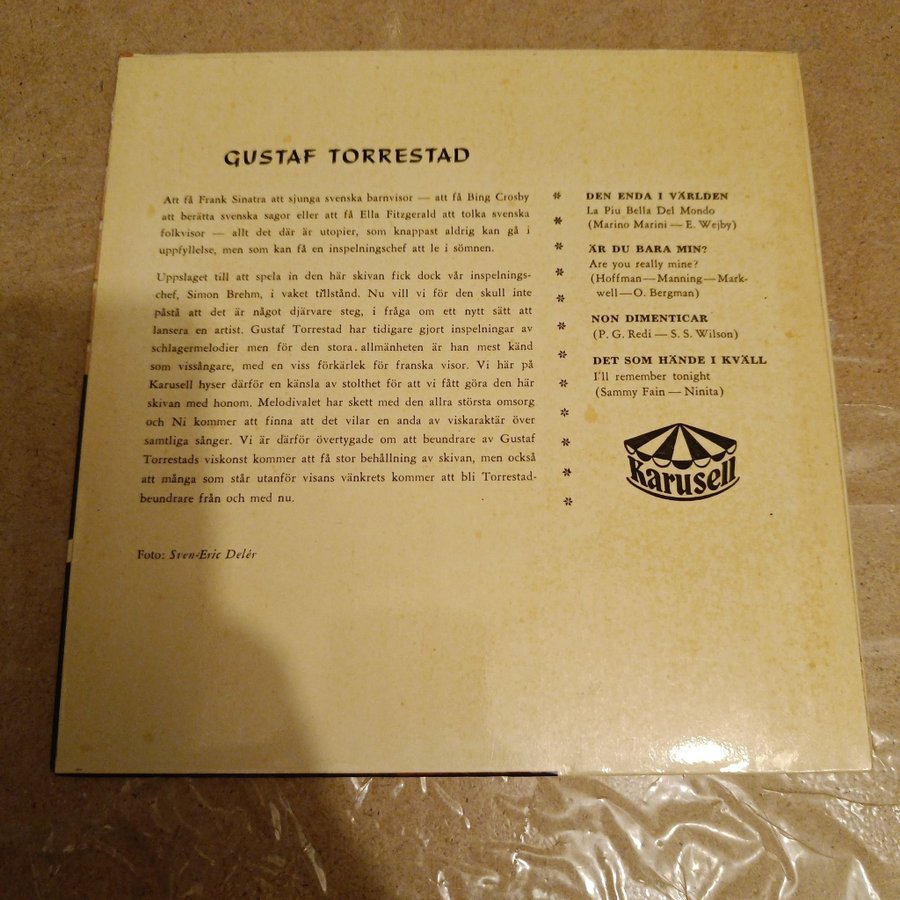 GUSTAF TORRESTAD
Att få Frank Sinatra att sjunga svenska barnvisor — att få Bing Crosby
att berätta svenska sagor eller att få Ella Fitzgerald att tolka svenska
folkvisor — allt det där är utopier, som knappast aldrig kan gå i
uppfyllelse, men som kan få en inspelningschef att le i sömnen.
Uppslaget till att spela in den här skivan fick dock vår inspelnings-
chef, Simon Brehm, i vaket tillstånd. Nu vill vi för den skull inte
påstå att det är något djärvare steg, i fråga om ett nytt sätt att
lansera en artist. Gustaf Torrestad har tidigare gjort inspelningar av
schlagermelodier men för den stora allmänheten är han mest känd
som vissångare, med en viss förkärlek för franska visor. Vi här på
Karusell hyser därför en känsla av stolthet för att vi fått göra den här
skivan med honom. Melodivalet har skett med den allra största omsorg
och Ni kommer att finna att det vilar en anda av viskaraktär över
samtliga sånger. Vi är därför övertygade om att beundrare av Gustaf
Torrestads viskonst kommer att få stor behållning av skivan, men också
att många som står utanför visans vänkrets kommer att bli Torrestad-
beundrare från och med nu.
Foto: Sven-Eric Delér
DEN ENDA I VÄRLDEN
La Piu Bella Del Mondo
(Marino Marini — E. Wejby)
ÄR DU BARA MIN?
Are you really mine?
(Hoffman — Manning — Mark-
well — O. Bergman)
NON DIMENTICAR
(P. G. Redi — S. S. Wilson)
DET SOM HÄNDE I KVÄLL
I'll remember tonight
(Sammy Fain — Ninita)
Karusell